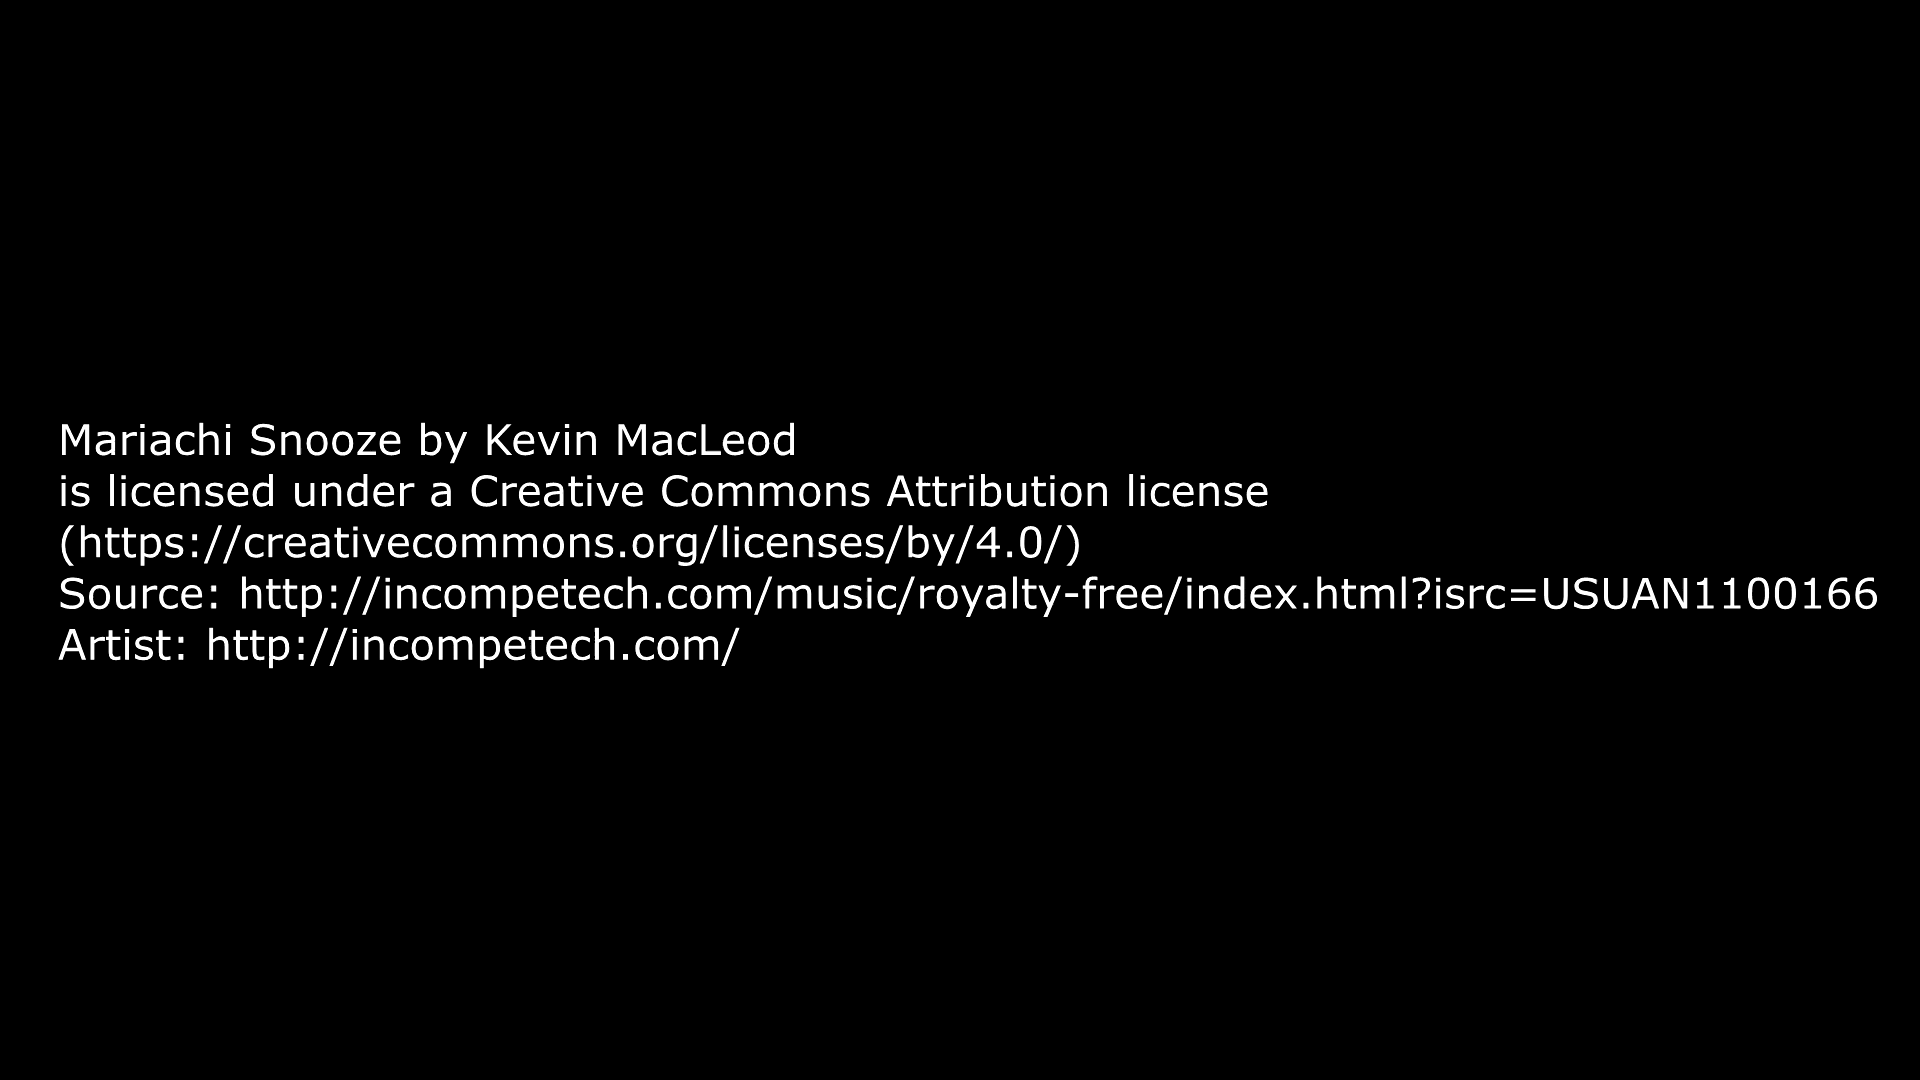 Mariachi Snooze by Kevin MacLeod
is licensed under a Creative Commons Attribution license
(https://creativecommons.org/licenses/by/4.0/)
Source: http://incompetech.com/music/royalty-free/index.html?isrc=USUAN1100166
Artist: http://incompetech.com/